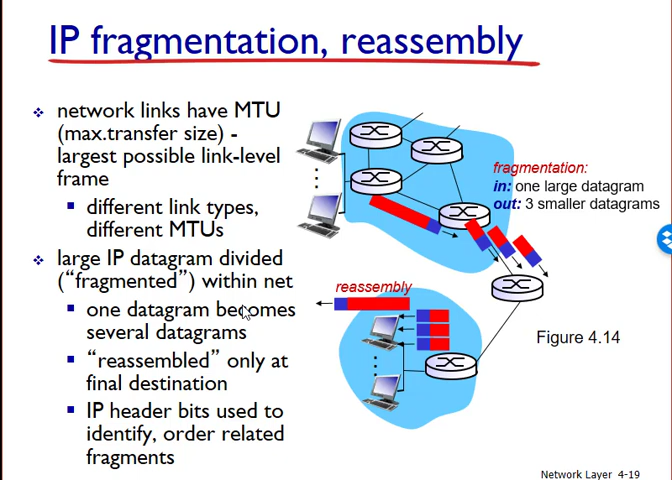 IP fragmentation, reassembly
❖ network links have MTU
(max.transfer size) -
largest possible link-level
frame
▪ different link types,
different MTUs
❖ large IP datagram divided
(“fragmented”) within net
▪ one datagram becomes
several datagrams
▪ “reassembled” only at
final destination
▪ IP header bits used to
identify, order related
fragments
fragmentation:
in: one large datagram
out: 3 smaller datagrams
reassembly
Figure 4.14
Network Layer 4-19